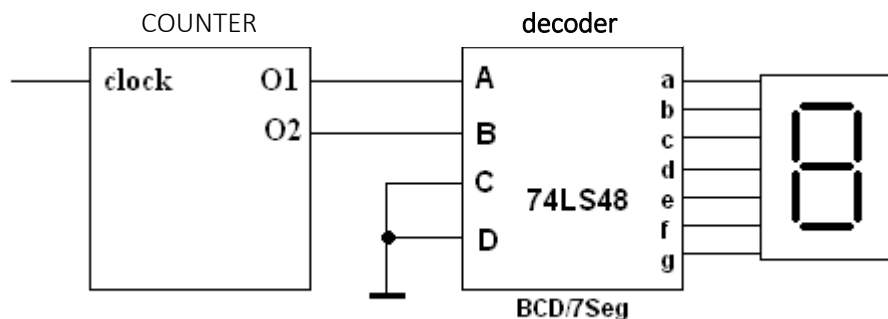 COUNTER
decoder
clock
O1
O2
A
B
C
D
74LS48
a
b
c
d
e
f
g
BCD/7Seg